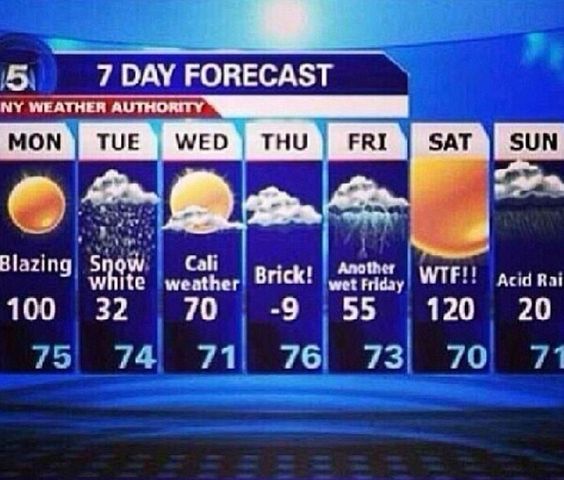 5
7 DAY FORECAST
NY WEATHER AUTHORITY
MON TUE WED THU FRI SAT SUN
Blazing
100
75
Snow
white
32
74
Cali
weather
70
71
Brick!
-9
76
Another
wet Friday
55
73
WTF!!
120
70
Acid Rai
20
71